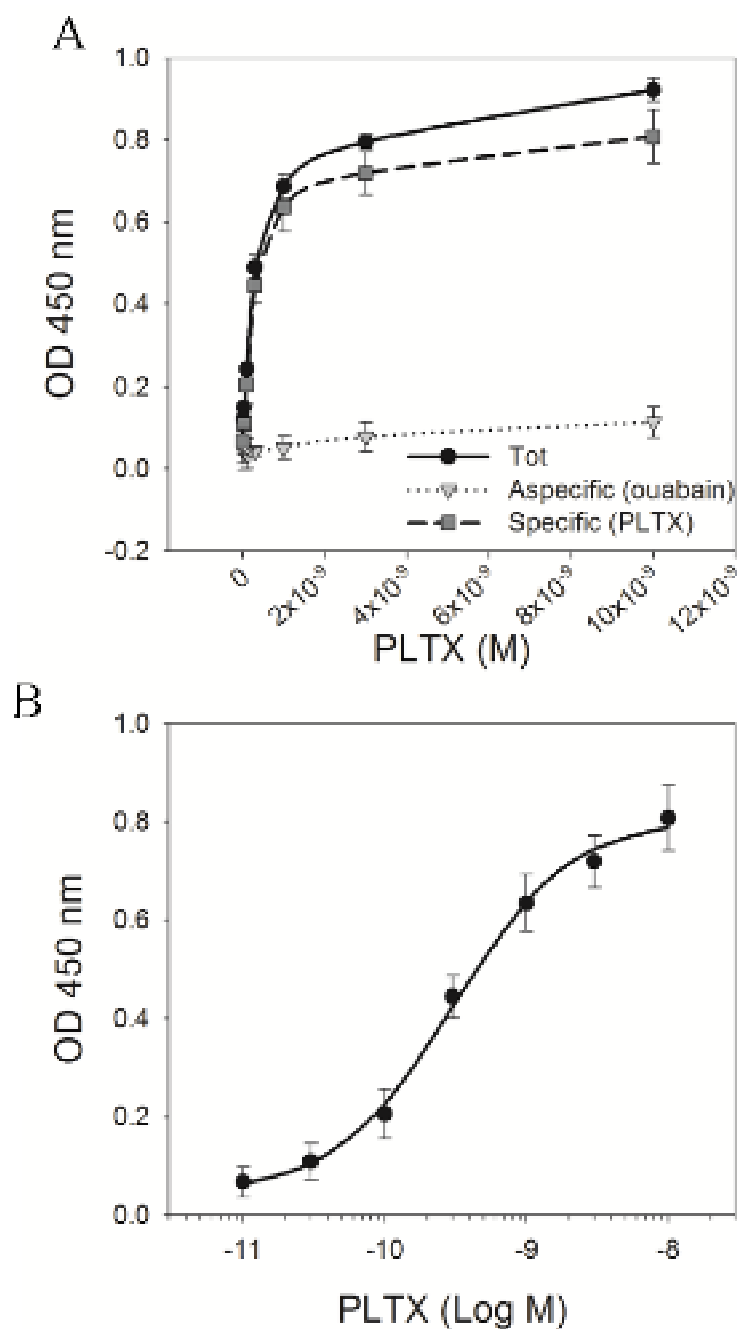 A
1.0
0.8
0.6
0.4
0.2
0.0
-0.2
OD 450 nm
Tot
Aspecific (ouabain)
Specific (PLTX)
0
2x10⁻⁹
4x10⁻⁹
6x10⁻⁹
8x10⁻⁹
10x10⁻⁹
12x10⁻⁹
PLTX (M)
B
1.0
0.8
0.6
0.4
0.2
0.0
OD 450 nm
-11 -10 -9 -8
PLTX (Log M)